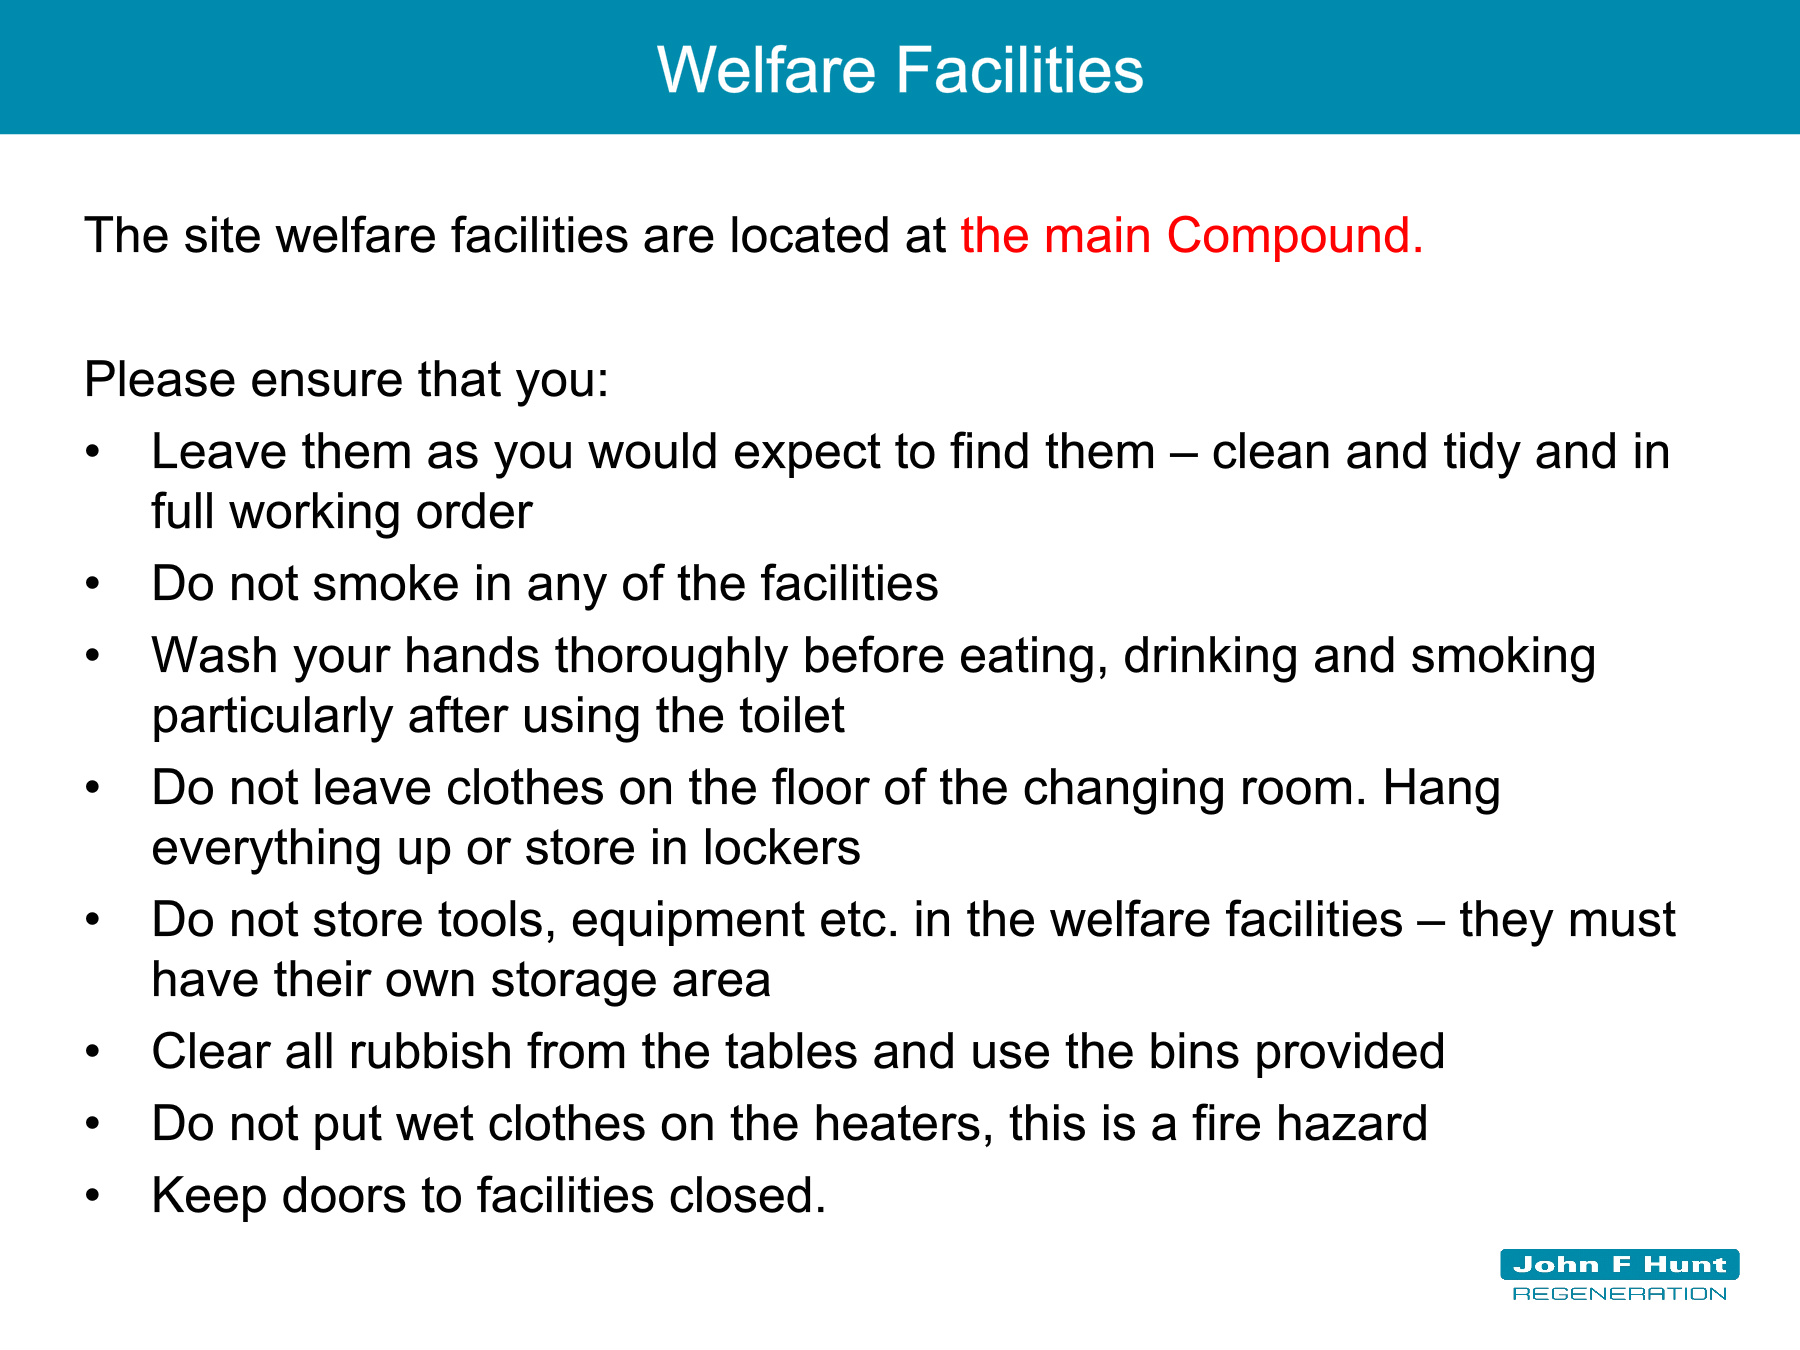 Welfare Facilities
The site welfare facilities are located at the main Compound.
Please ensure that you:
• Leave them as you would expect to find them – clean and tidy and in
full working order
• Do not smoke in any of the facilities
• Wash your hands thoroughly before eating, drinking and smoking
particularly after using the toilet
• Do not leave clothes on the floor of the changing room. Hang
everything up or store in lockers
• Do not store tools, equipment etc. in the welfare facilities – they must
have their own storage area
• Clear all rubbish from the tables and use the bins provided
• Do not put wet clothes on the heaters, this is a fire hazard
• Keep doors to facilities closed.
John F Hunt
REGENERATION